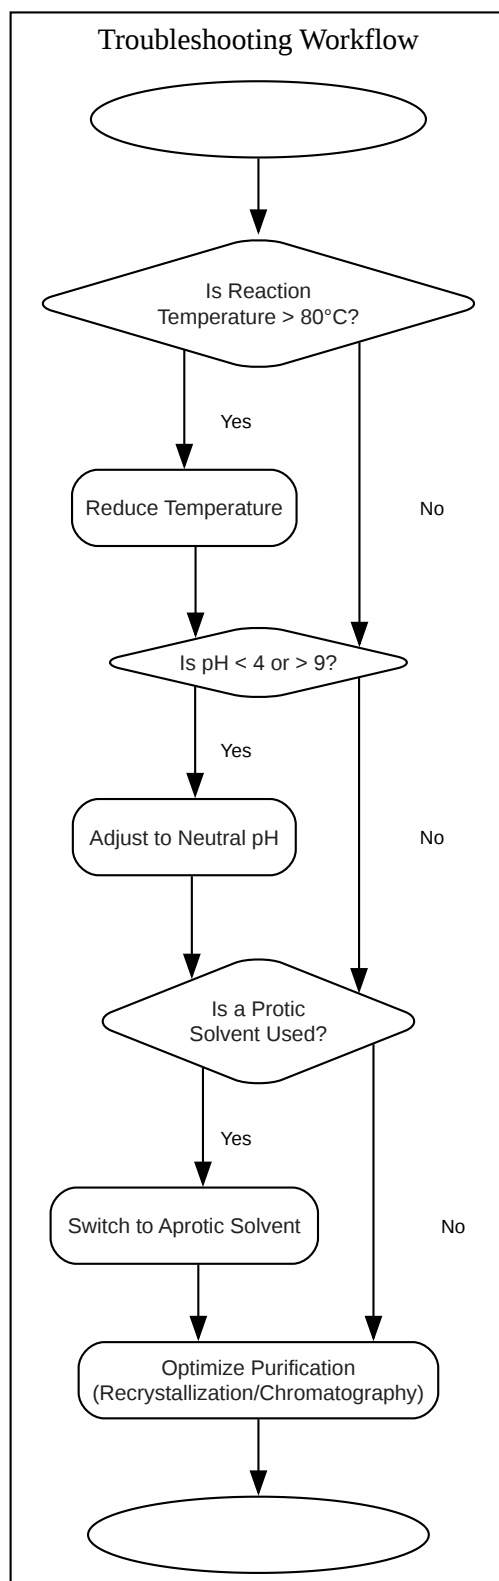 Troubleshooting Workflow
Is Reaction
Temperature > 80°C?
Yes
Reduce Temperature
No
Is pH < 4 or > 9?
Yes
Adjust to Neutral pH
No
Is a Protic
Solvent Used?
Yes
Switch to Aprotic Solvent
No
Optimize Purification
(Recrystallization/Chromatography)